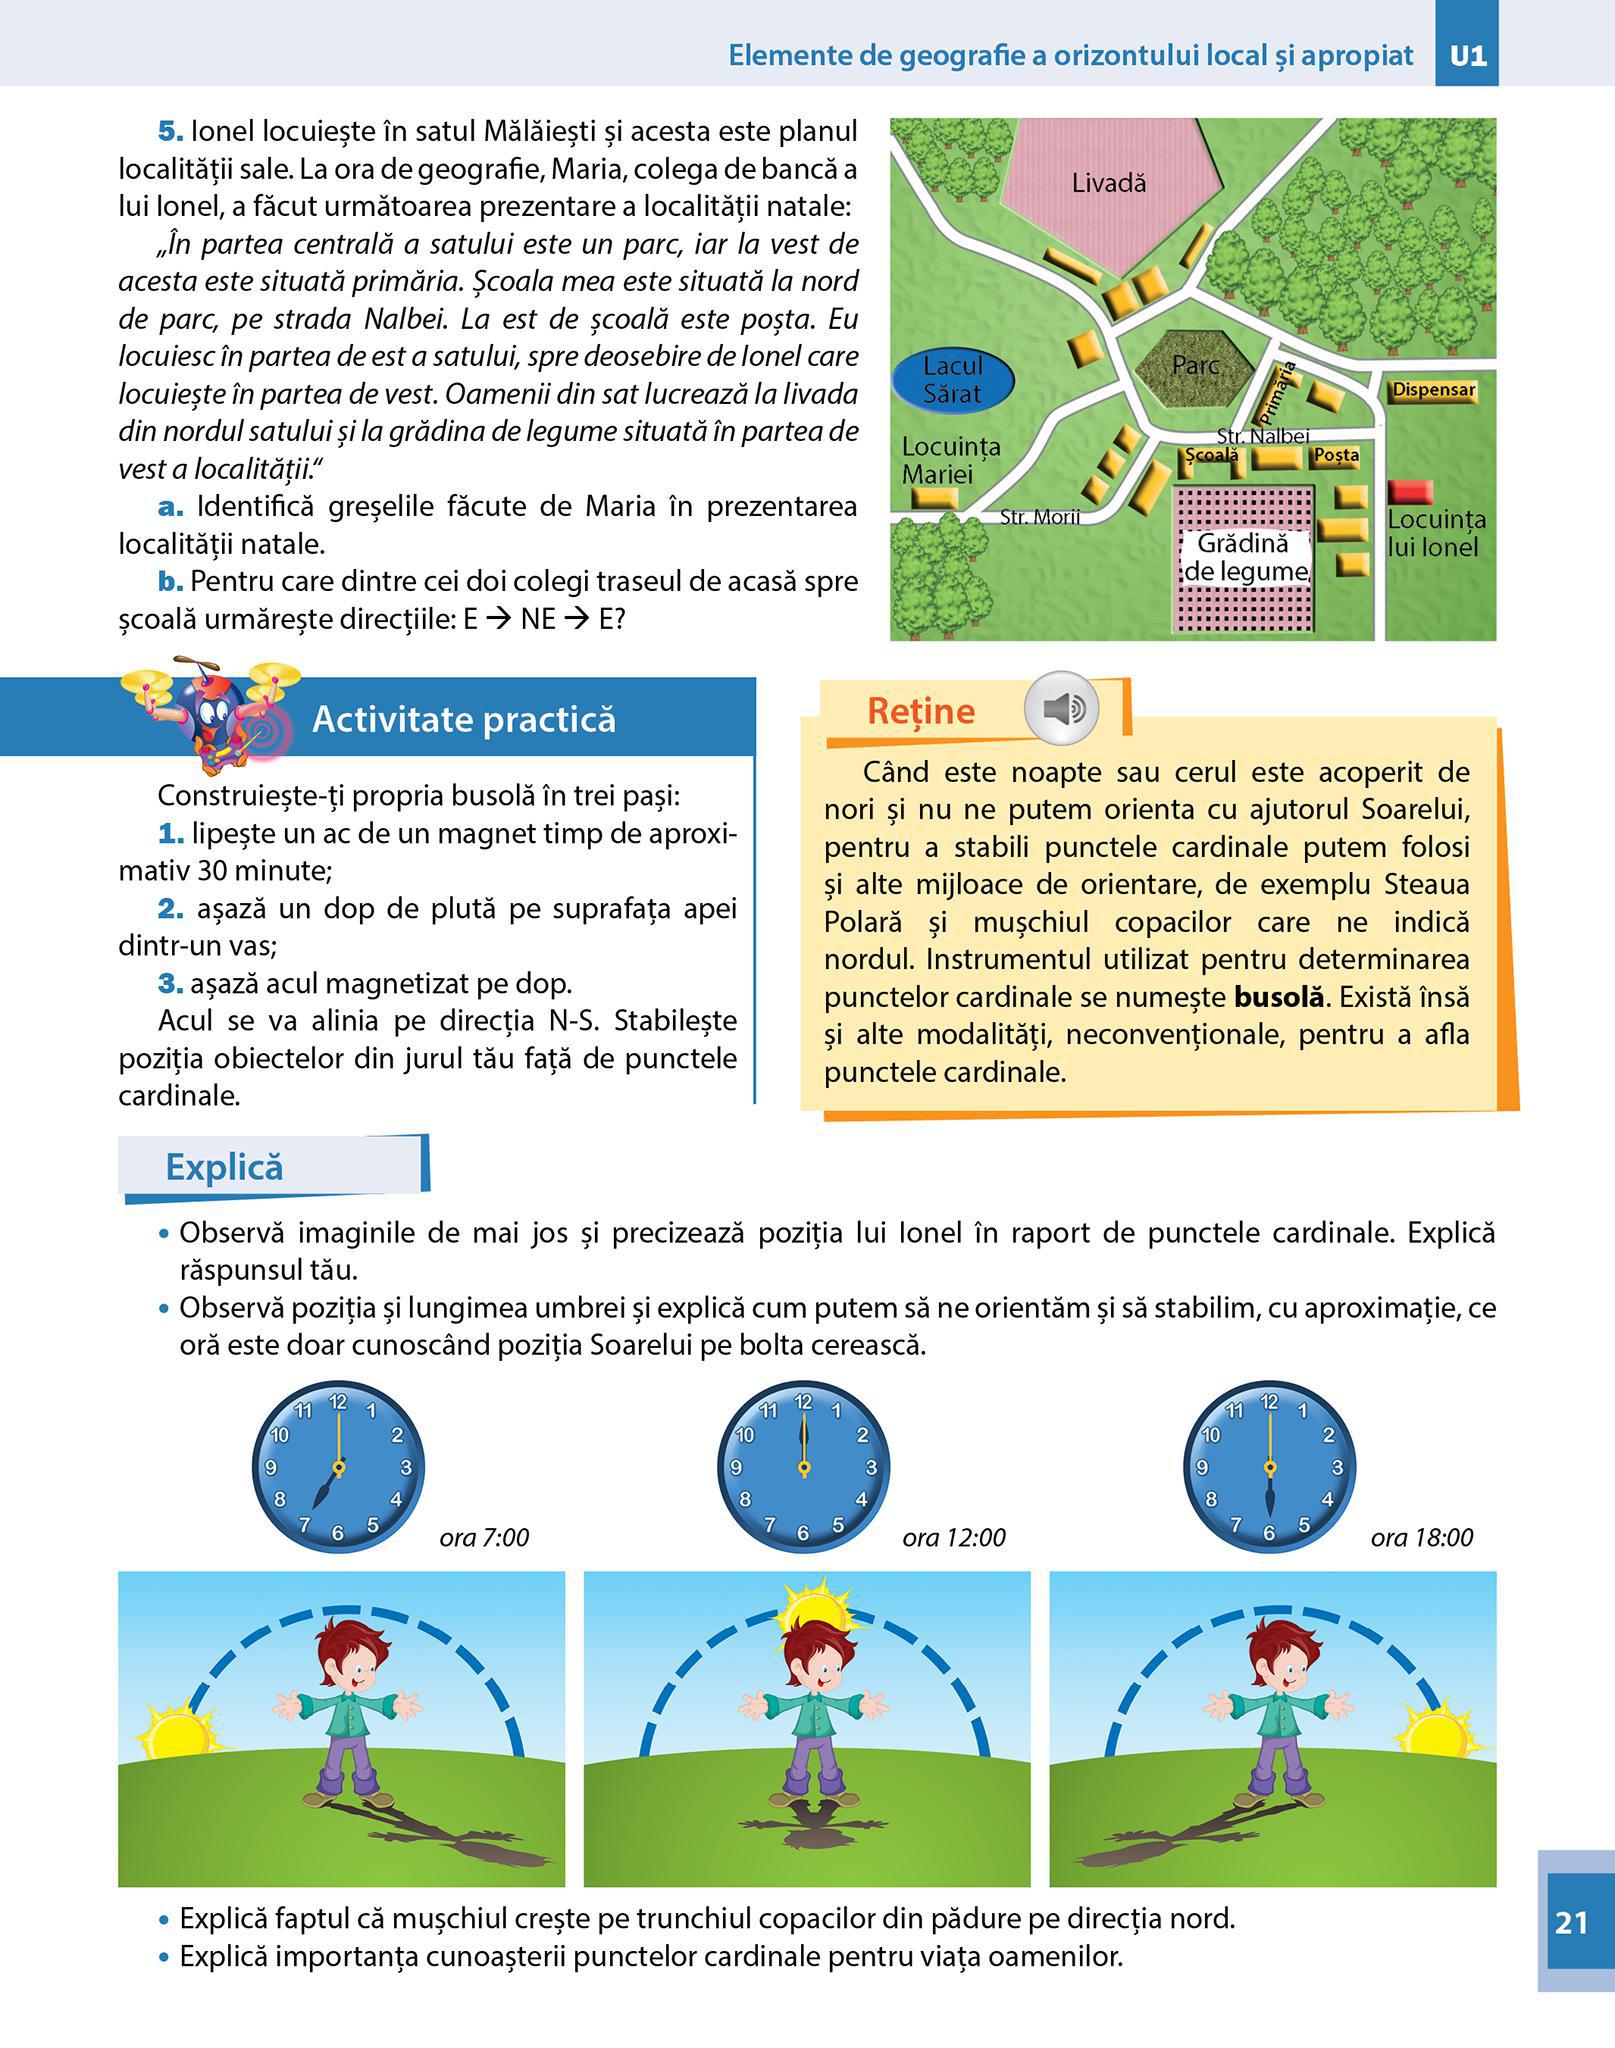 Elemente de geografie a orizontului local și apropiat
U1
5. Ionel locuiește în satul Mălăiești și acesta este planul
localității sale. La ora de geografie, Maria, colega de bancă a
lui Ionel, a făcut următoarea prezentare a localității natale:
„În partea centrală a satului este un parc, iar la vest de
acesta este situată primăria. Școala mea este situată la nord
de parc, pe strada Nalbei. La est de școală este poșta. Eu
locuiesc în partea de est a satului, spre deosebire de Ionel care
locuiește în partea de vest. Oamenii din sat lucrează la livada
din nordul satului și la grădina de legume situată în partea de
vest a localității.“
a. Identifică greșelile făcute de Maria în prezentarea
localității natale.
b. Pentru care dintre cei doi colegi traseul de acasă spre
școală urmărește direcțiile: E → NE → E?
Livadă
Parc
Lacul
Sărat
Primăria
Dispensar
Str. Nalbei
Școală
Poșta
Locuința
Mariei
Str. Morii
Locuința
lui Ionel
Grădină
de legume
Activitate practică
Construiește-ți propria busolă în trei pași:
1. lipește un ac de un magnet timp de aproxi-
mativ 30 minute;
2. așază un dop de plută pe suprafața apei
dintr-un vas;
3. așază acul magnetizat pe dop.
Acul se va alinia pe direcția N-S. Stabilește
poziția obiectelor din jurul tău față de punctele
cardinale.
Reține
Când este noapte sau cerul este acoperit de
nori și nu ne putem orienta cu ajutorul Soarelui,
pentru a stabili punctele cardinale putem folosi
și alte mijloace de orientare, de exemplu Steaua
Polară și mușchiul copacilor care ne indică
nordul. Instrumentul utilizat pentru determinarea
punctelor cardinale se numește busolă. Există însă
și alte modalități, neconvenționale, pentru a afla
punctele cardinale.
Explică
• Observă imaginile de mai jos și precizează poziția lui Ionel în raport de punctele cardinale. Explică
răspunsul tău.
• Observă poziția și lungimea umbrei și explică cum putem să ne orientăm și să stabilim, cu aproximație, ce
oră este doar cunoscând poziția Soarelui pe bolta cerească.
12 1 2 3 4 5 6 7 8 9 10 11
ora 7:00
12 1 2 3 4 5 6 7 8 9 10 11
ora 12:00
12 1 2 3 4 5 6 7 8 9 10 11
ora 18:00
• Explică faptul că mușchiul crește pe trunchiul copacilor din pădure pe direcția nord.
• Explică importanța cunoașterii punctelor cardinale pentru viața oamenilor.
21